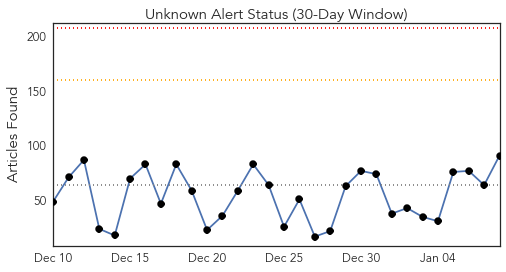 Unknown Alert Status (30-Day Window)
Articles Found
200
150
100
50
Dec 10 Dec 15 Dec 20 Dec 25 Dec 30 Jan 04